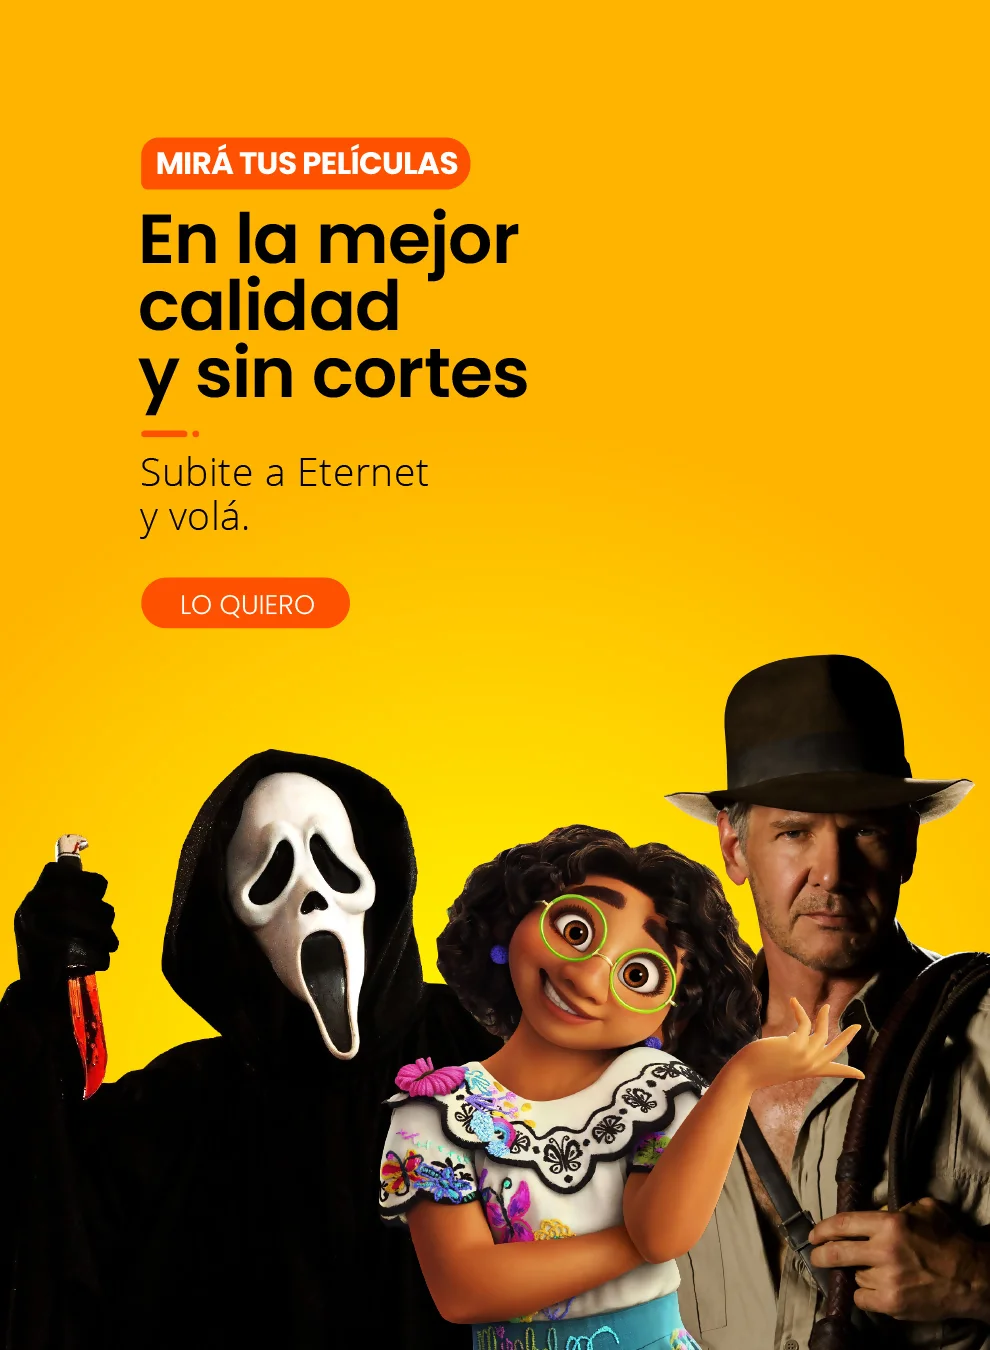 MIRÁ TUS PELÍCULAS
En la mejor
calidad
y sin cortes
Subite a Eternet
y volá.
LO QUIERO